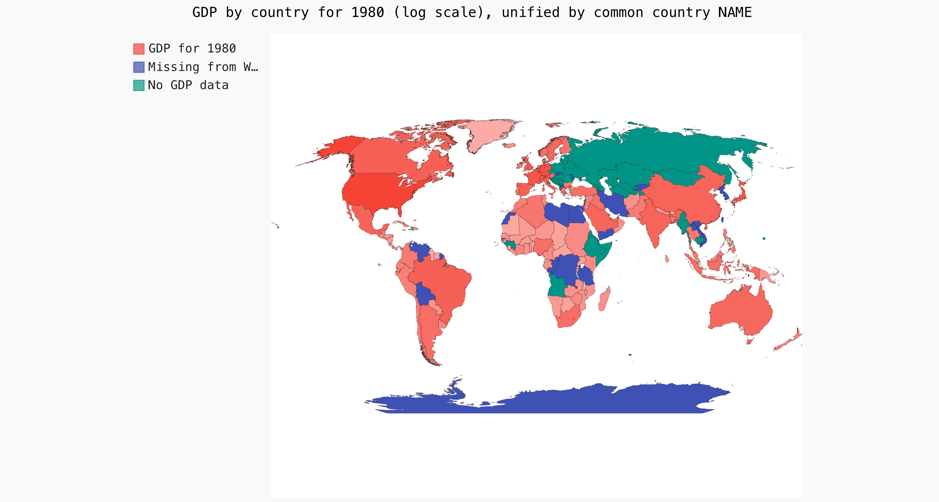 GDP by country for 1980 (log scale), unified by common country NAME
GDP for 1980
Missing from W…
No GDP data